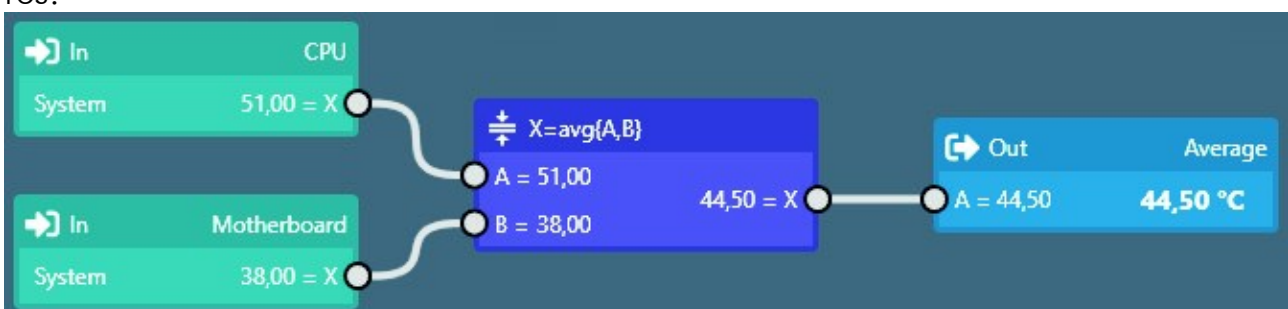 In CPU
System 51,00 = X
In Motherboard
System 38,00 = X
X=avg{A,B}
A = 51,00
44,50 = X
B = 38,00
Out Average
A = 44,50 44,50 °C